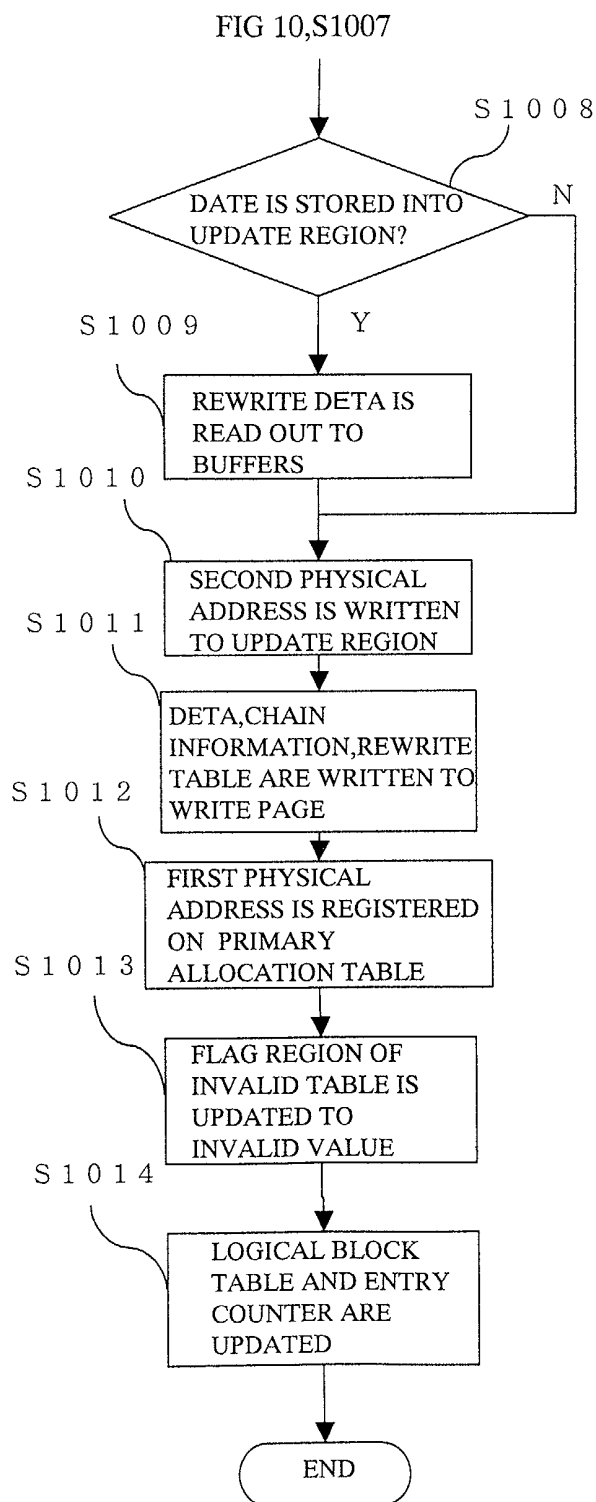 FIG 10,S1007
S1008
DATE IS STORED INTO
UPDATE REGION?
N
Y
S1009
REWRITE DETA IS
READ OUT TO
BUFFERS
S1010
SECOND PHYSICAL
ADDRESS IS WRITTEN
TO UPDATE REGION
S1011
DETA,CHAIN
INFORMATION,REWRITE
TABLE ARE WRITTEN TO
WRITE PAGE
S1012
FIRST PHYSICAL
ADDRESS IS REGISTERED
ON PRIMARY
ALLOCATION TABLE
S1013
FLAG REGION OF
INVALID TABLE IS
UPDATED TO
INVALID VALUE
S1014
LOGICAL BLOCK
TABLE AND ENTRY
COUNTER ARE
UPDATED
END